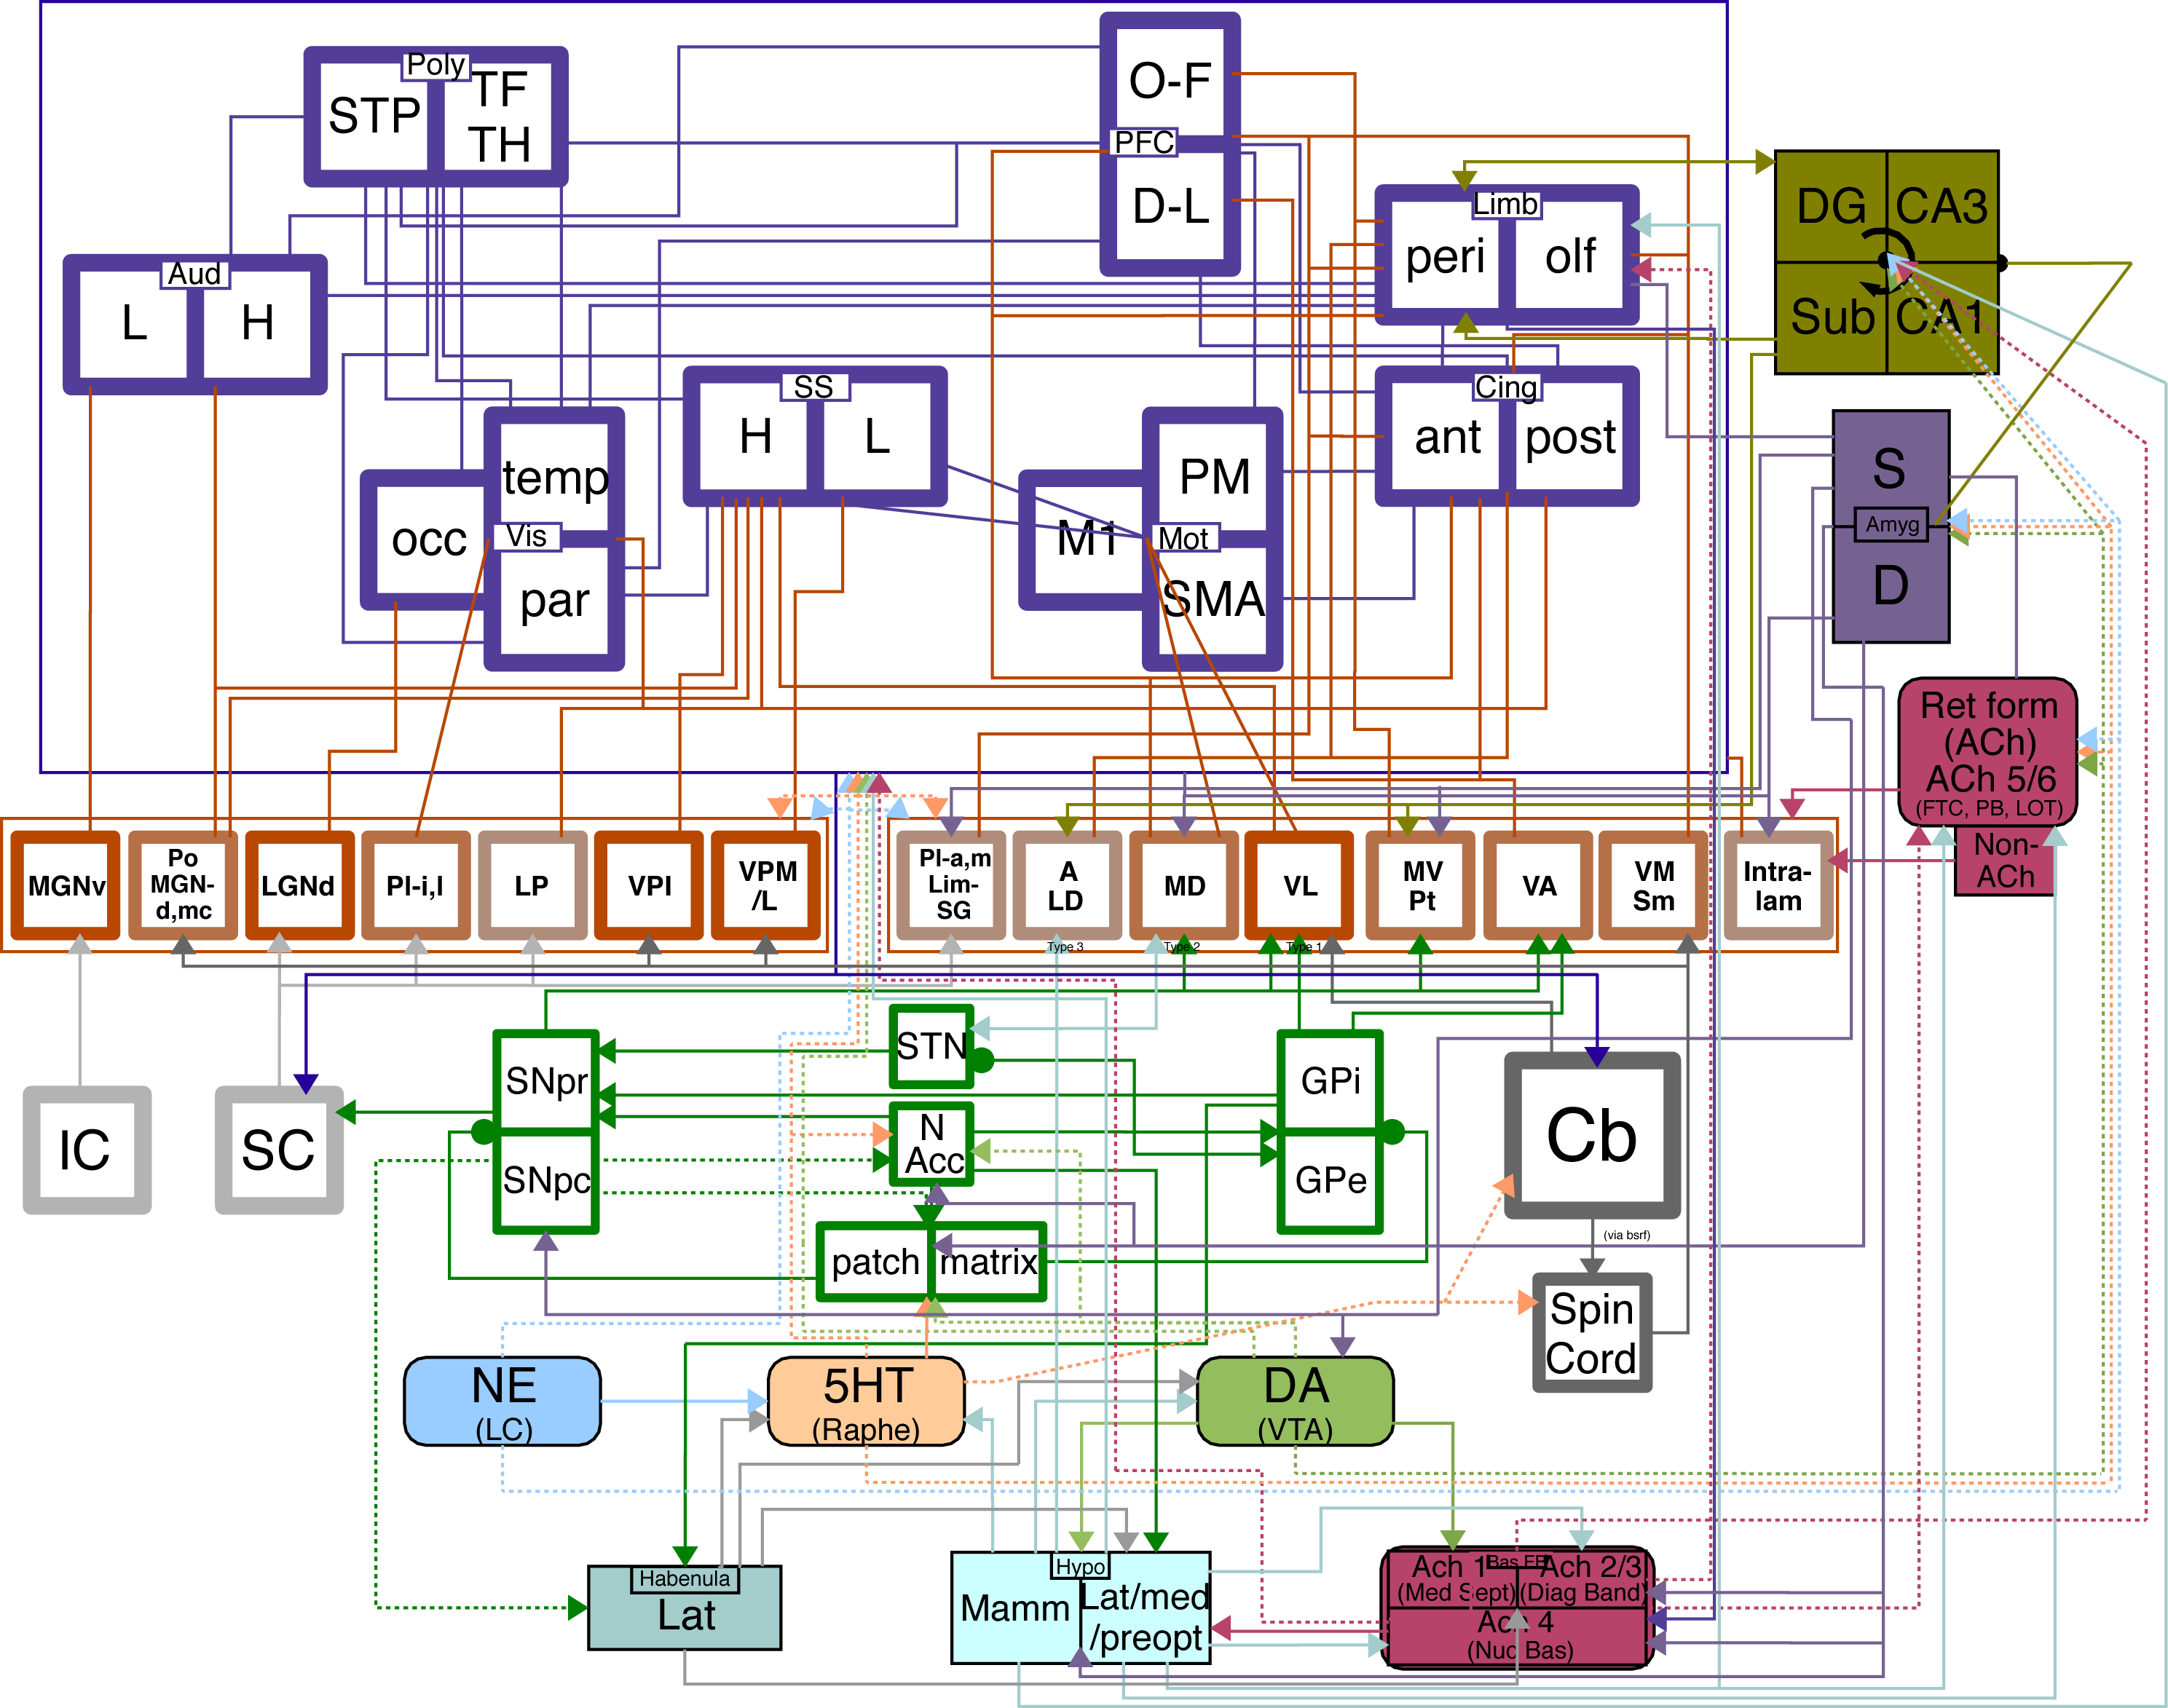 Poly
STP
TF
TH
O-F
PFC
D-L
Limb
peri
olf
DG
CA3
Sub
CA1
Aud
L
H
SS
H
L
Cing
ant
post
temp
occ
Vis
par
PM
M1
Mot
SMA
S
Amyg
D
Ret form
(ACh)
ACh 5/6
(FTC, PB, LOT)
Non-
ACh
MGNv
Po
MGN-
d,mc
LGNd
PI-i,l
LP
VPI
VPM
/L
PI-a,m
Lim-
SG
A
LD
MD
VL
MV
Pt
VA
VM
Sm
Intra-
lam
Type 3
Type 2
Type 1
IC
SC
SNpr
SNpc
STN
N
Acc
GPi
GPe
Cb
(via bsrf)
patch
matrix
Spin
Cord
NE
(LC)
5HT
(Raphe)
DA
(VTA)
Habenula
Lat
Hypo
Mamm
Lat/med
/preopt
Ach 1
Bas FB
Ach 2/3
(Med Sept)
(Diag Band)
Ach 4
(Nuc Bas)